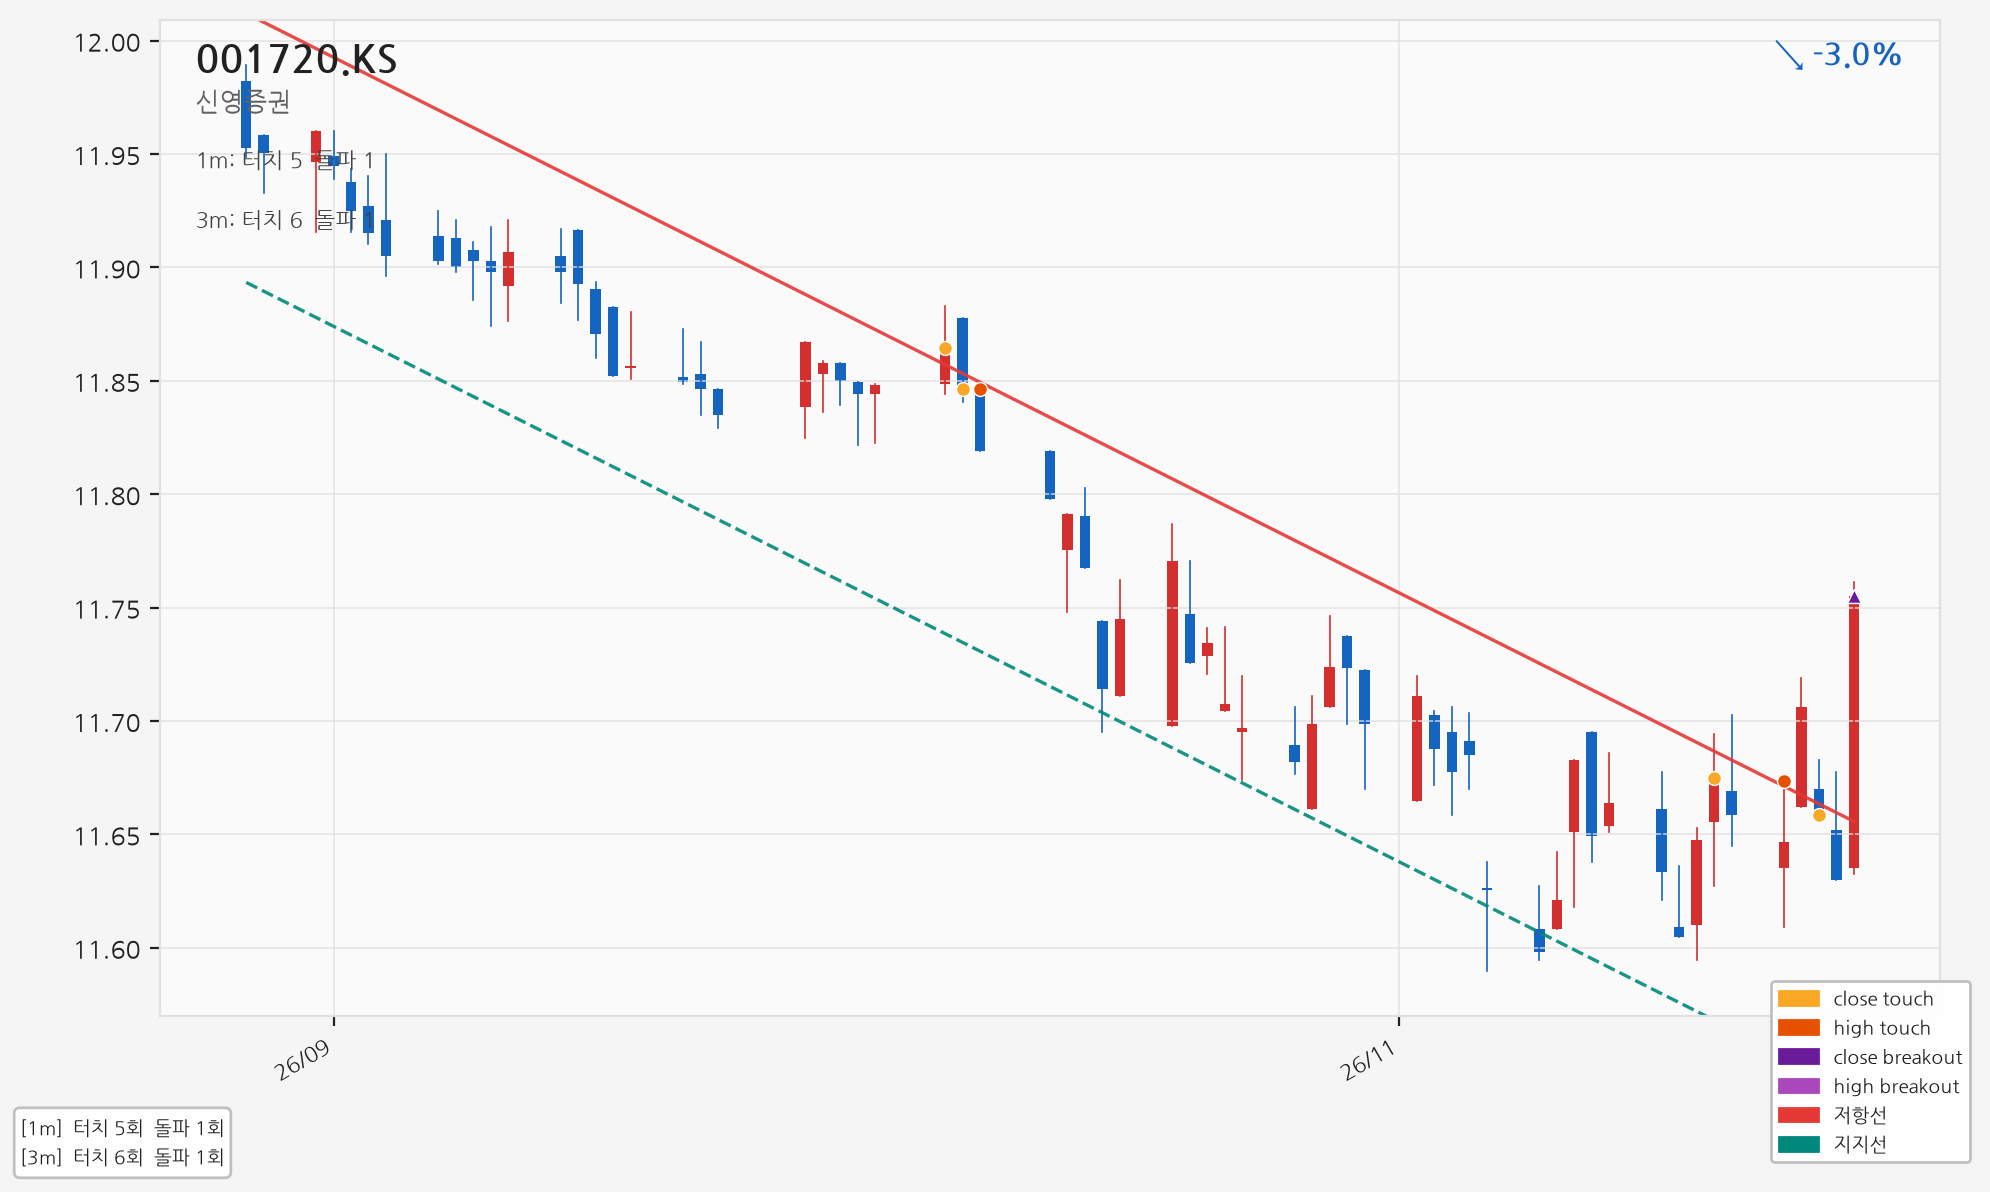 001720.KS
신영증권
1m: 터치 5 돌파 1
3m: 터치 6 돌파 1
-3.0%
12.00
11.95
11.90
11.85
11.80
11.75
11.70
11.65
11.60
26/09
26/11
close touch
high touch
close breakout
high breakout
저항선
지지선
[1m] 터치 5회 돌파 1회
[3m] 터치 6회 돌파 1회